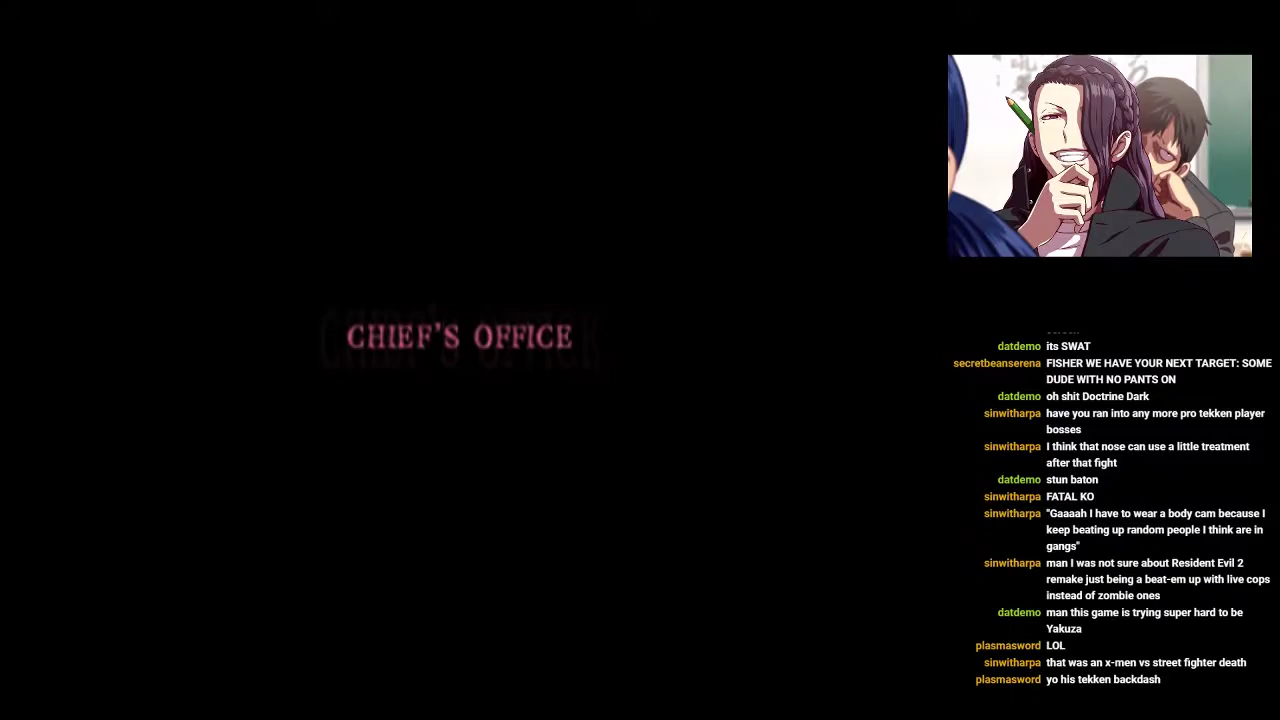 CHIEF'S OFFICE
datdemo its SWAT
secretbeanserena FISHER WE HAVE YOUR NEXT TARGET: SOME
DUDE WITH NO PANTS ON
datdemo oh shit Doctrine Dark
sinwitharpa have you ran into any more pro tekken player
bosses
sinwitharpa I think that nose can use a little treatment
after that fight
datdemo stun baton
sinwitharpa FATAL KO
sinwitharpa "Gaaaah I have to wear a body cam because I
keep beating up random people I think are in
gangs"
sinwitharpa man I was not sure about Resident Evil 2
remake just being a beat-em up with live cops
instead of zombie ones
datdemo man this game is trying super hard to be
Yakuza
plasmasword LOL
sinwitharpa that was an x-men vs street fighter death
plasmasword yo his tekken backdash